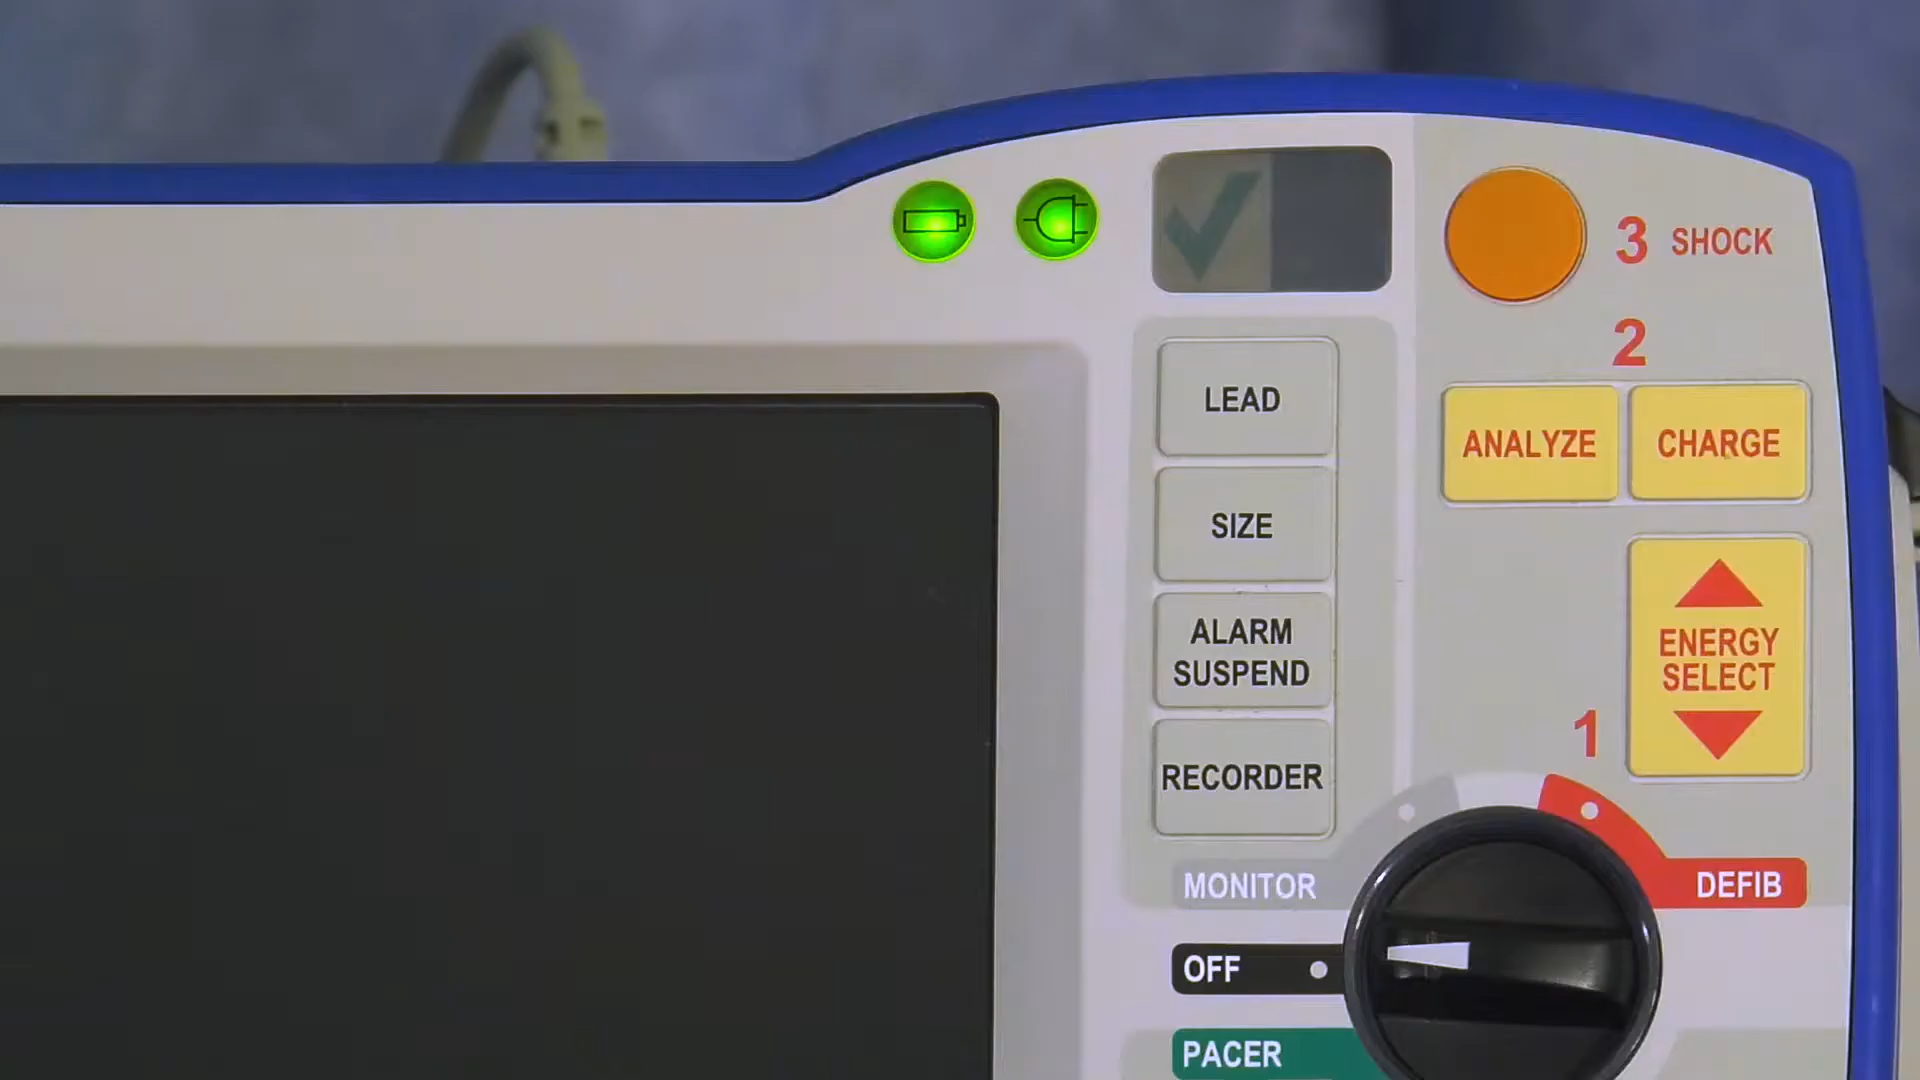 3 SHOCK
2
LEAD
ANALYZE
CHARGE
SIZE
ALARM
SUSPEND
ENERGY
SELECT
1
RECORDER
MONITOR
DEFIB
OFF
PACER